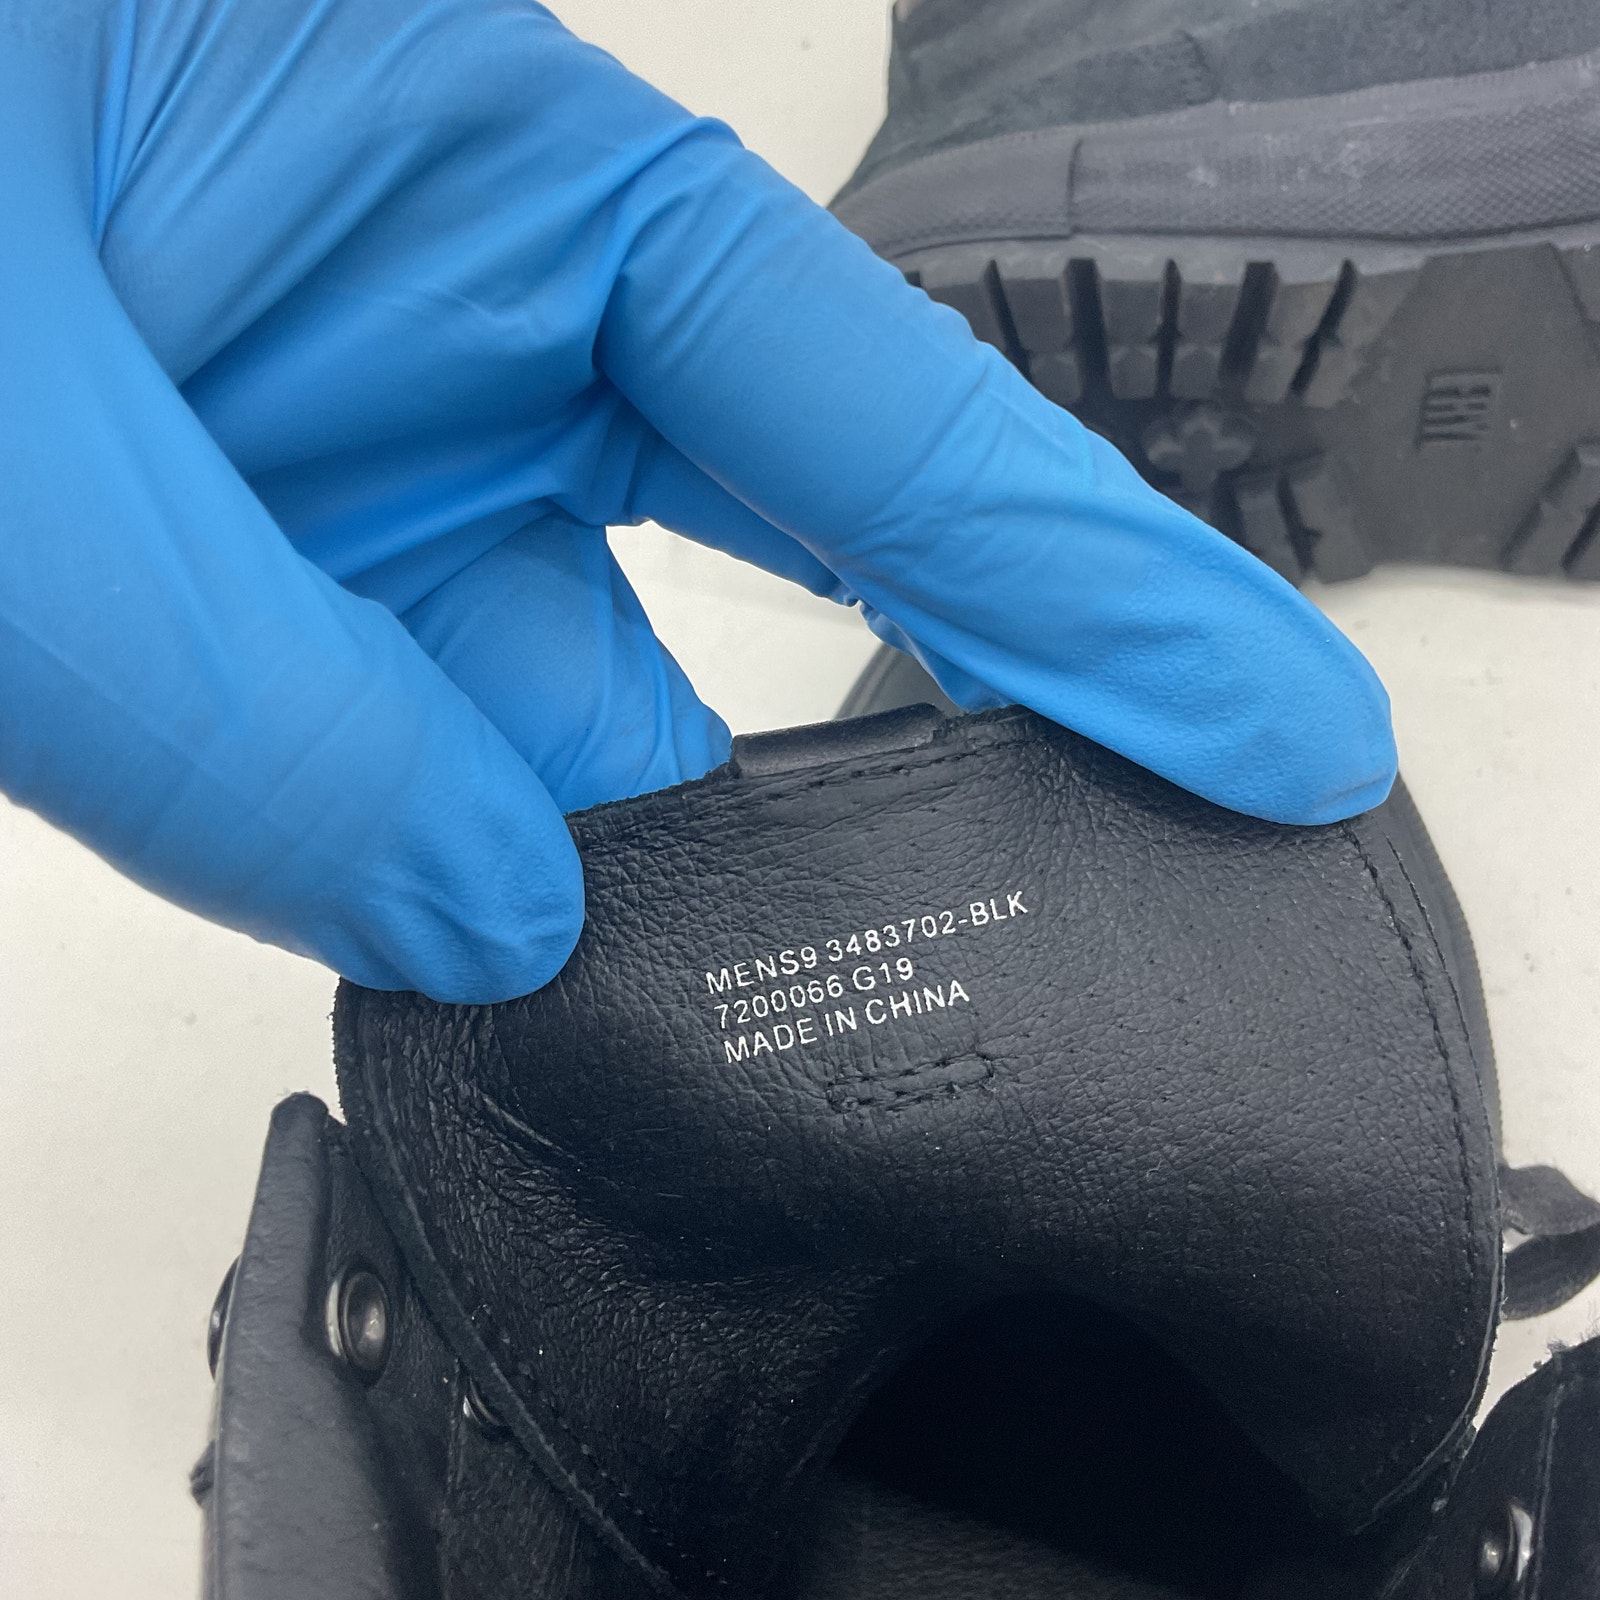 MENS9 3483702-BLK
7200066 G19
MADE IN CHINA